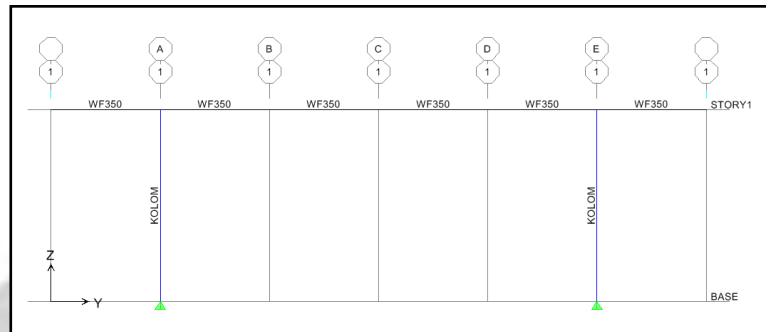 A B C D E
1 1 1 1 1 1 1
WF350 WF350 WF350 WF350 WF350 WF350 STORY1
KOLOM KOLOM
Z
Y BASE